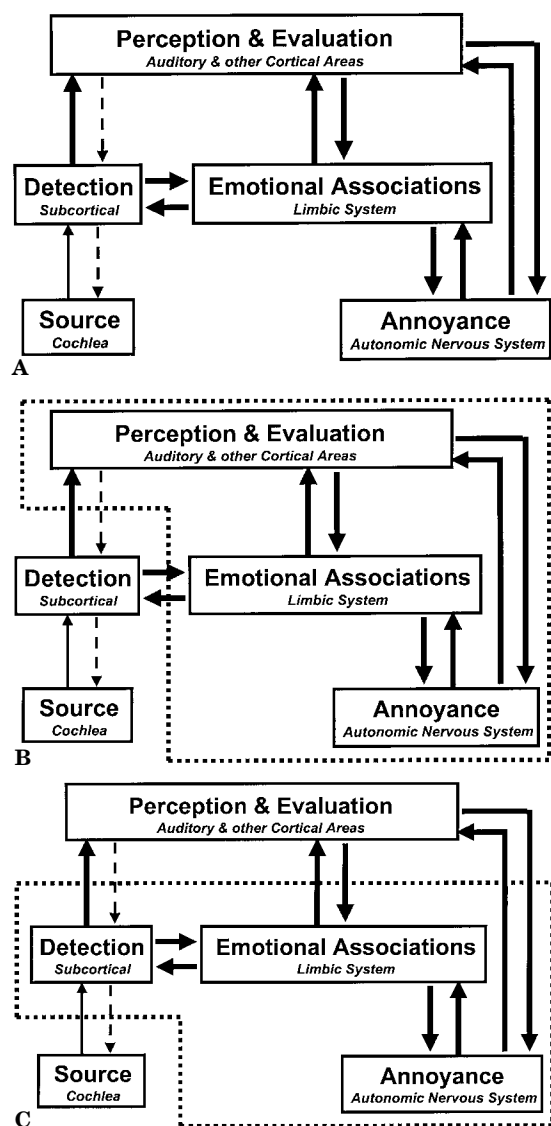 Perception & Evaluation
Auditory & other Cortical Areas
Detection
Subcortical
Emotional Associations
Limbic System
Source
Cochlea
Annoyance
Autonomic Nervous System
A
Perception & Evaluation
Auditory & other Cortical Areas
Detection
Subcortical
Emotional Associations
Limbic System
Source
Cochlea
Annoyance
Autonomic Nervous System
B
Perception & Evaluation
Auditory & other Cortical Areas
Detection
Subcortical
Emotional Associations
Limbic System
Source
Cochlea
Annoyance
Autonomic Nervous System
C